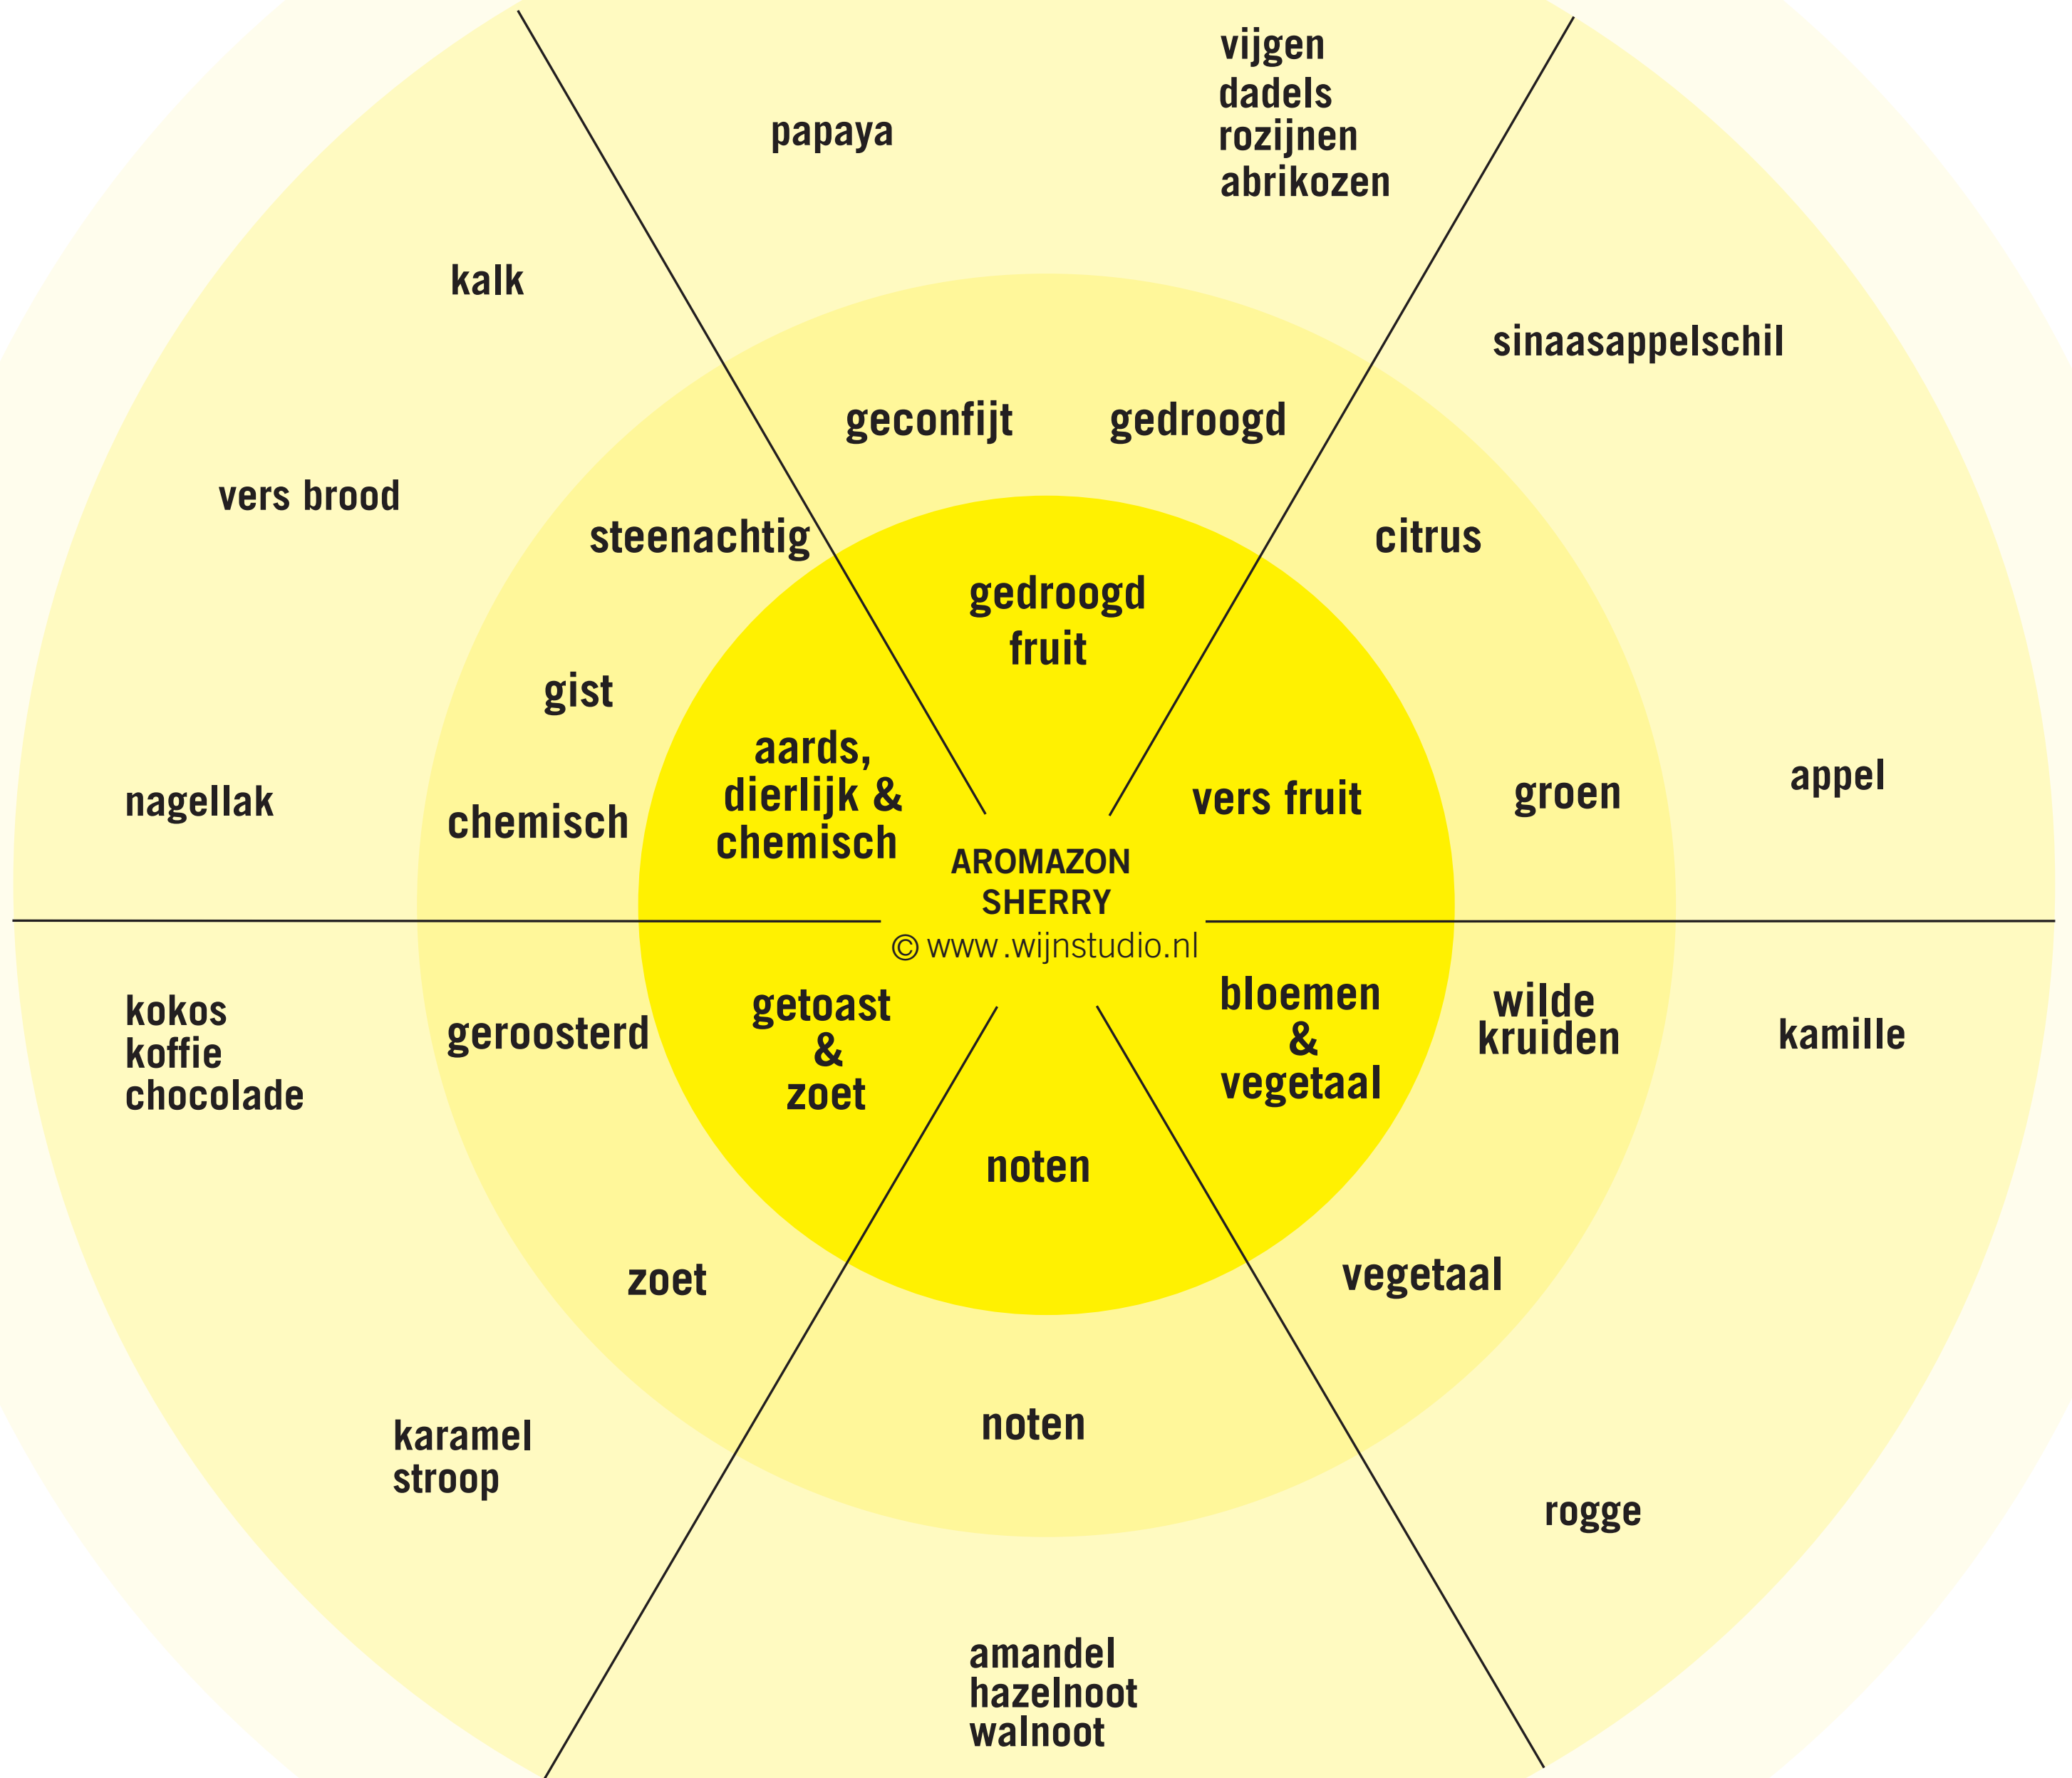 vijgen
dadels
rozijnen
abrikozen
papaya
kalk
sinaasappelschil
geconfijt
gedroogd
vers brood
steenachtig
citrus
gedroogd
fruit
gist
aards,
dierlijk &
chemisch
vers fruit
groen
appel
nagellak
chemisch
AROMAZON
SHERRY
© www.wijnstudio.nl
kokos
koffie
chocolade
geroosterd
getoast
&
zoet
bloemen
&
vegetaal
wilde
kruiden
kamille
noten
zoet
vegetaal
noten
karamel
stroop
rogge
amandel
hazelnoot
walnoot